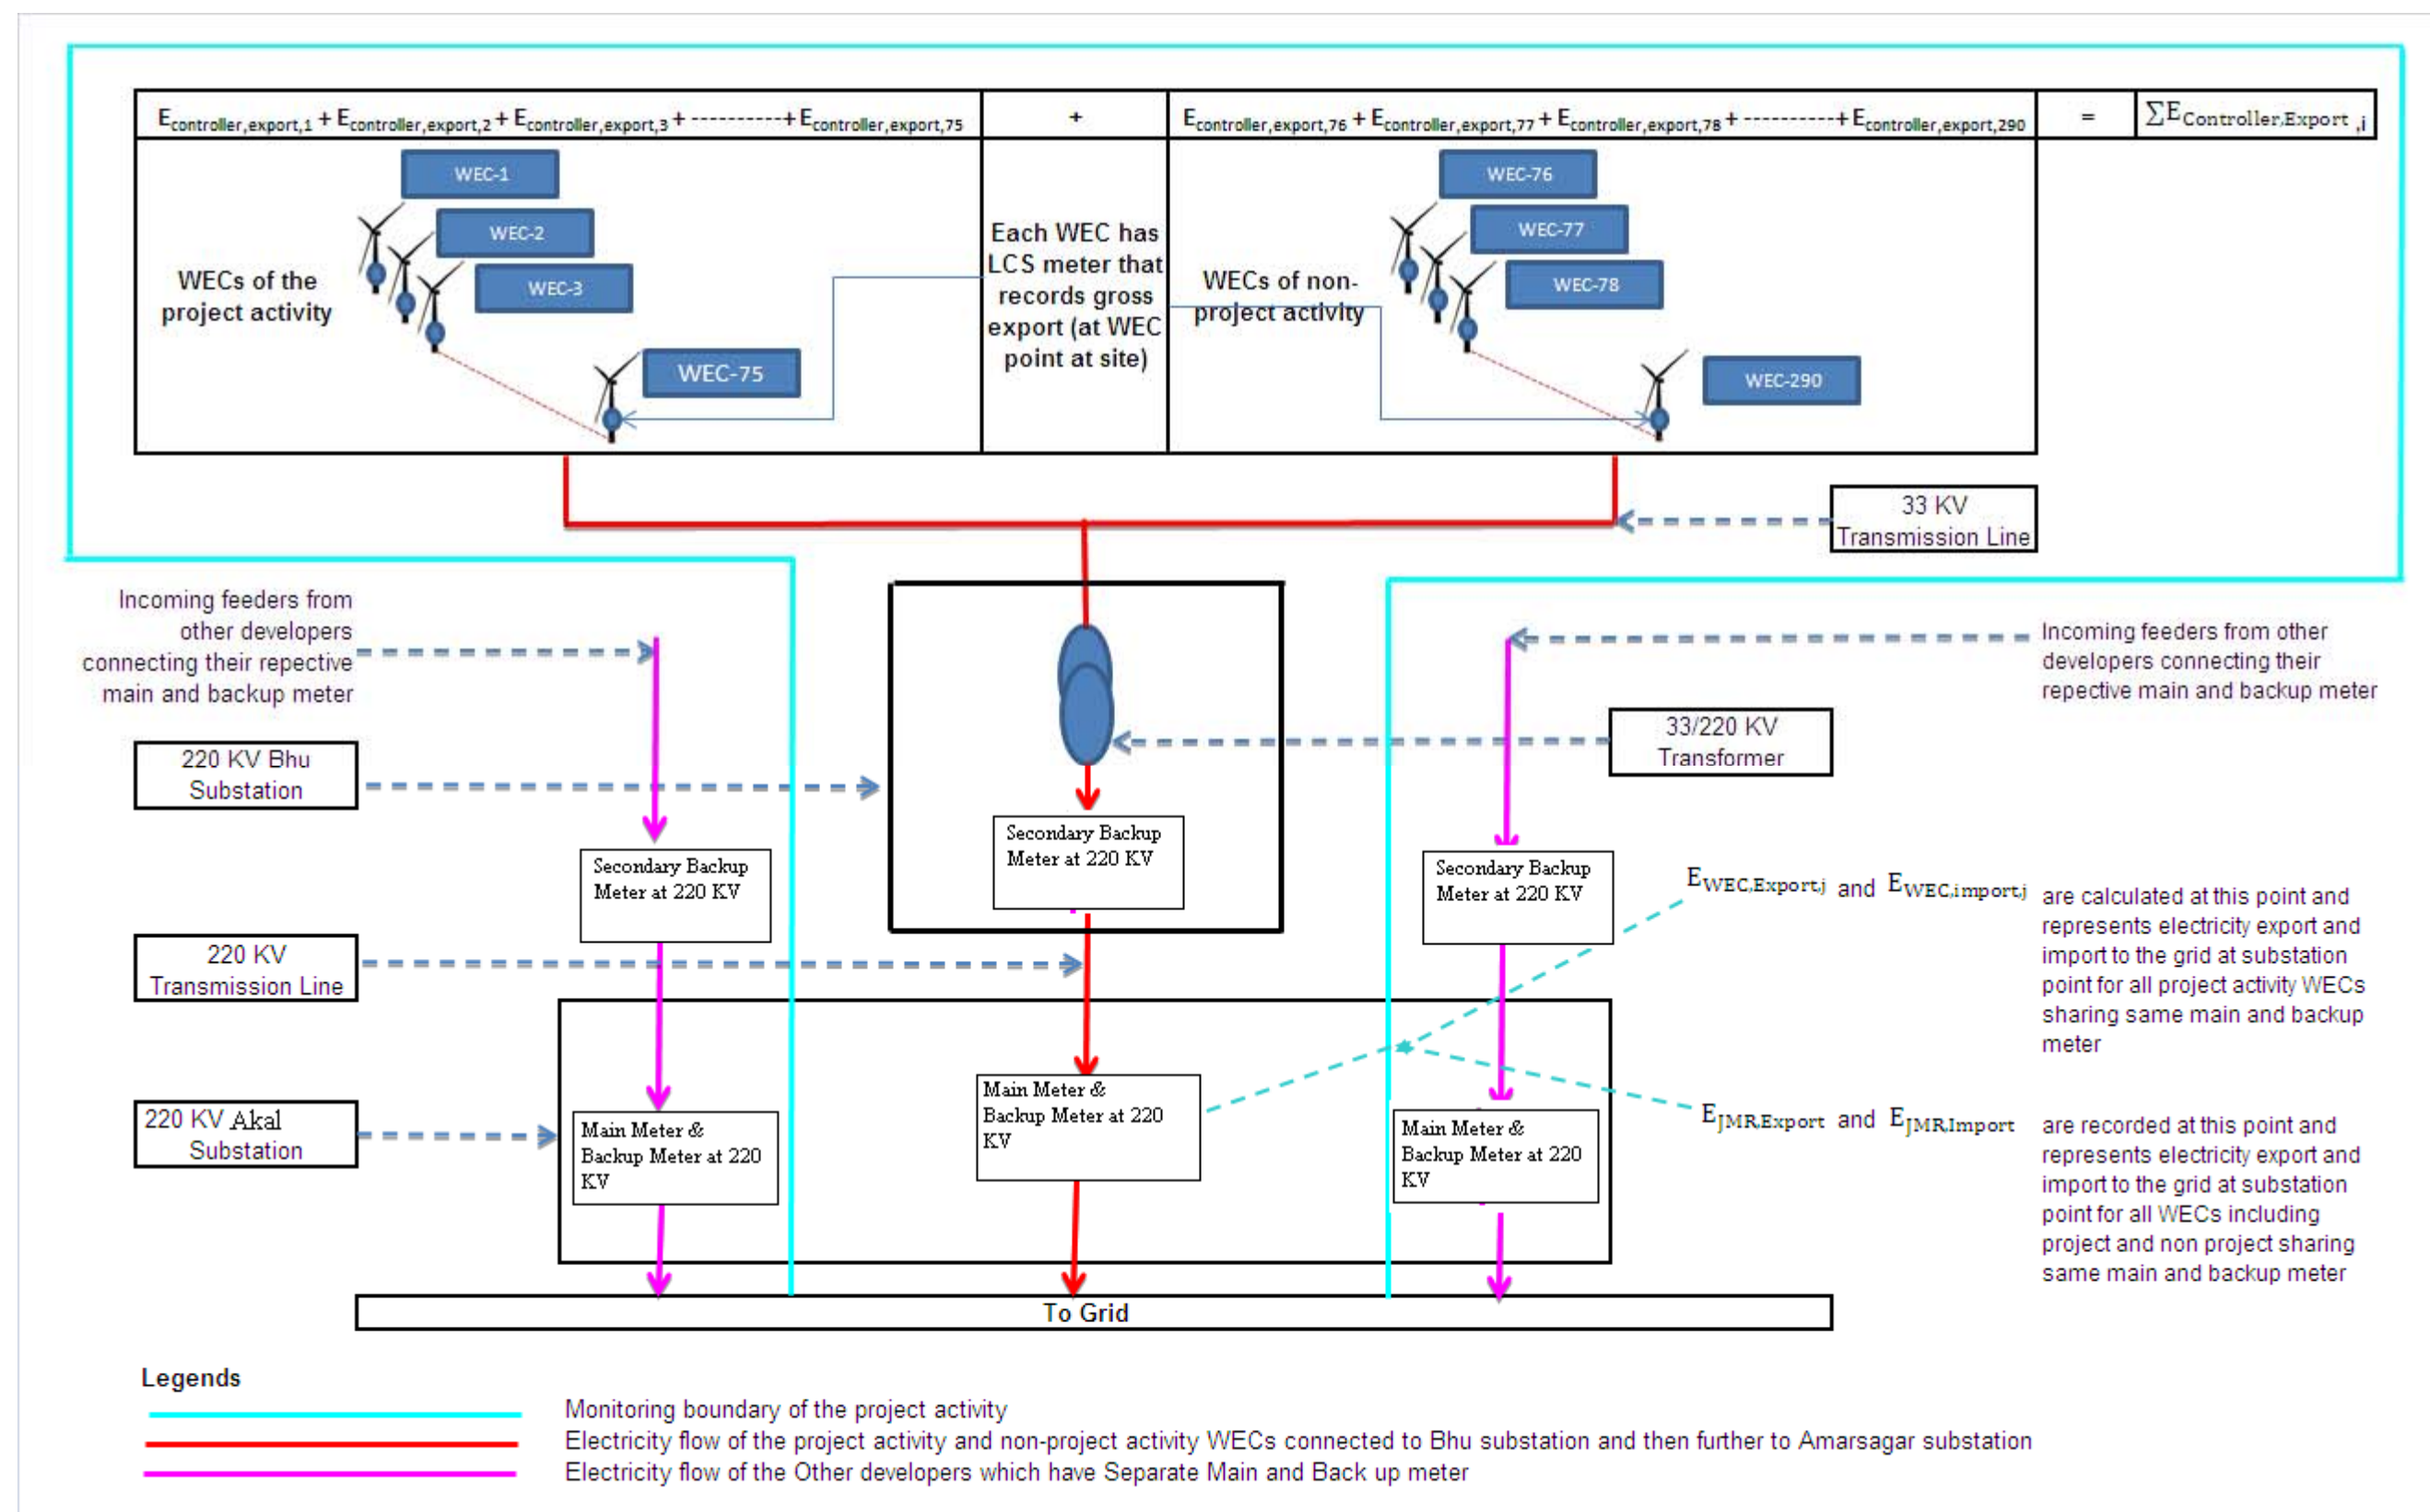 Econtroller,export,1 + Econtroller,export,2 + Econtroller,export,3 + ----------+ Econtroller,export,75
+
Econtroller,export,76 + Econtroller,export,77 + Econtroller,export,78 + ----------+ Econtroller,export,290
=
∑EController,Export ,i
WECs of the
project activity
WEC-1
WEC-2
WEC-3
WEC-75
Each WEC has
LCS meter that
records gross
export (at WEC
point at site)
WECs of non-
project activity
WEC-76
WEC-77
WEC-78
WEC-290
33 KV
Transmission Line
Incoming feeders from
other developers
connecting their repective
main and backup meter
Incoming feeders from other
developers connecting their
repective main and backup meter
220 KV Bhu
Substation
33/220 KV
Transformer
Secondary Backup
Meter at 220 KV
Secondary Backup
Meter at 220 KV
Secondary Backup
Meter at 220 KV
EWEC,Export,j and EWEC,import,j
are calculated at this point and
represents electricity export and
import to the grid at substation
point for all project activity WECs
sharing same main and backup
meter
220 KV
Transmission Line
220 KV Akal
Substation
Main Meter &
Backup Meter at 220
KV
Main Meter &
Backup Meter at 220
KV
Main Meter &
Backup Meter at 220
KV
EJMR,Export and EJMR,Import
are recorded at this point and
represents electricity export and
import to the grid at substation
point for all WECs including
project and non project sharing
same main and backup meter
To Grid
Legends
Monitoring boundary of the project activity
Electricity flow of the project activity and non-project activity WECs connected to Bhu substation and then further to Amarsagar substation
Electricity flow of the Other developers which have Separate Main and Back up meter